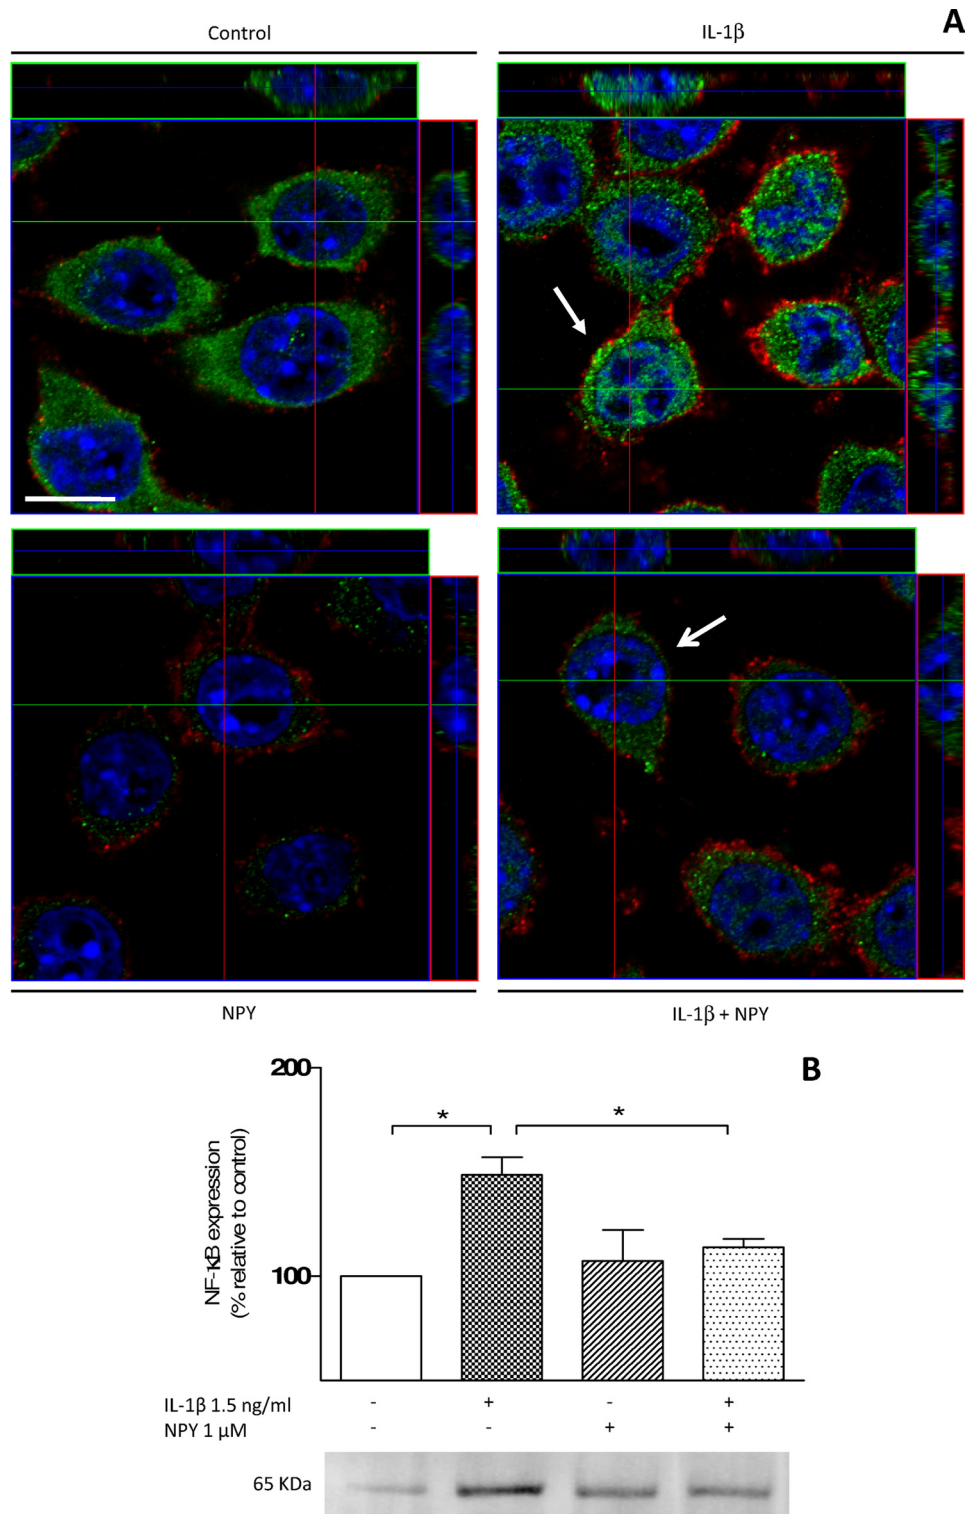 A
Control
IL-1β
NPY
IL-1β + NPY
B
200
*
*
NF-κB expression
(% relative to control)
100
IL-1β 1.5 ng/ml - + - +
NPY 1 µM - - + +
65 KDa